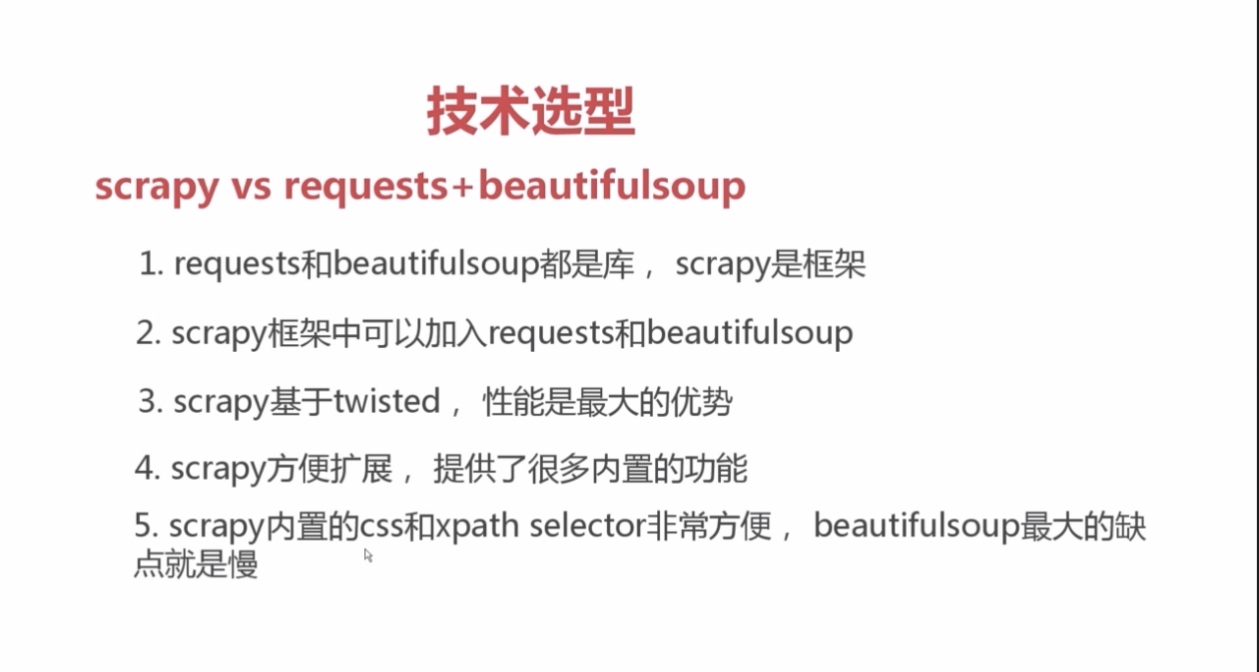 技术选型
scrapy vs requests+beautifulsoup
1. requests和beautifulsoup都是库， scrapy是框架
2. scrapy框架中可以加入requests和beautifulsoup
3. scrapy基于twisted， 性能是最大的优势
4. scrapy方便扩展， 提供了很多内置的功能
5. scrapy内置的css和xpath selector非常方便， beautifulsoup最大的缺
点就是慢